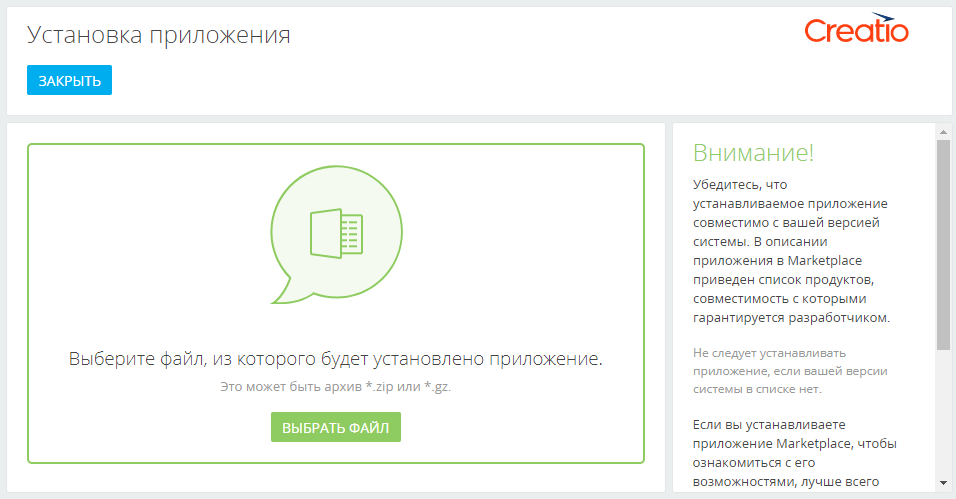 Установка приложения
Creatio
ЗАКРЫТЬ
Выберите файл, из которого будет установлено приложение.
Это может быть архив *.zip или *.gz.
ВЫБРАТЬ ФАЙЛ
Внимание!
Убедитесь, что
устанавливаемое приложение
совместимо с вашей версией
системы. В описании
приложения в Marketplace
приведен список продуктов,
совместимость с которыми
гарантируется разработчиком.
Не следует устанавливать
приложение, если вашей версии
системы в списке нет.
Если вы устанавливаете
приложение Marketplace, чтобы
ознакомиться с его
возможностями, лучше всего